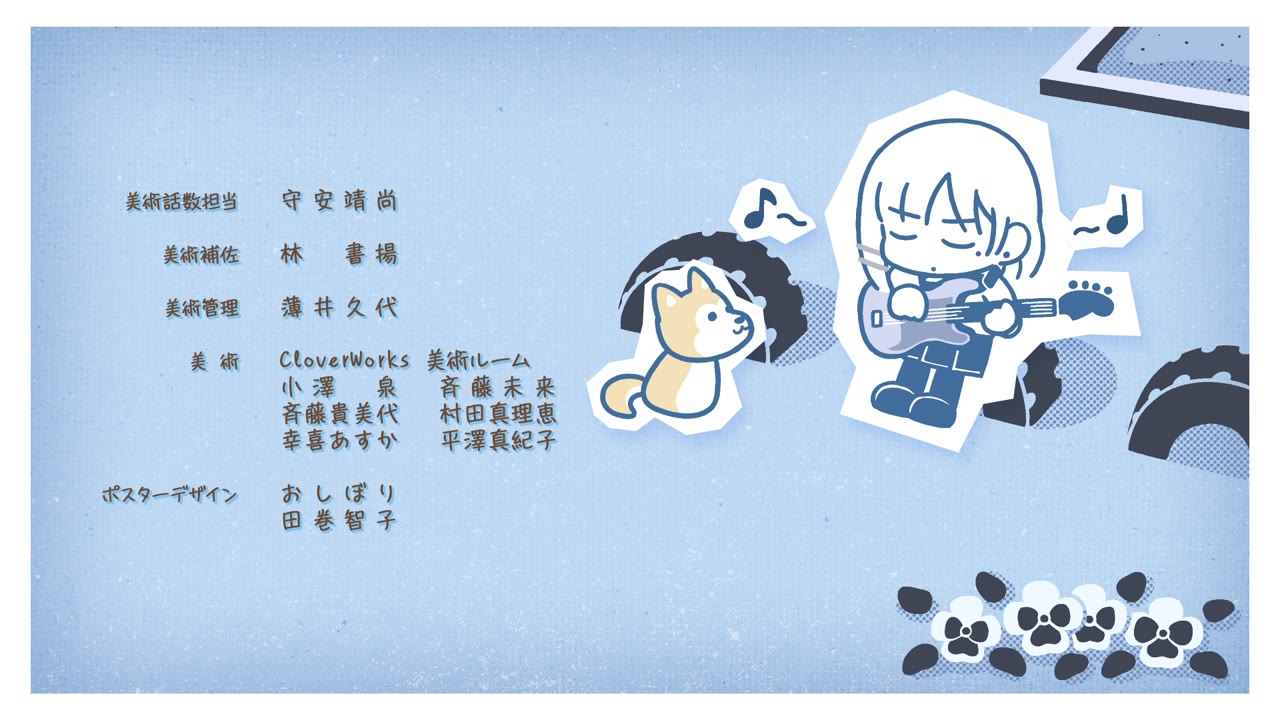 美術話数担当 守安靖尚
美術補佐 林 書揚
美術管理 薄井久代
美術 CloverWorks 美術ルーム
小澤 泉 斉藤未来
斉藤貴美代 村田真理恵
幸喜あすか 平澤真紀子
ポスターデザイン おしぼり
田巻智子